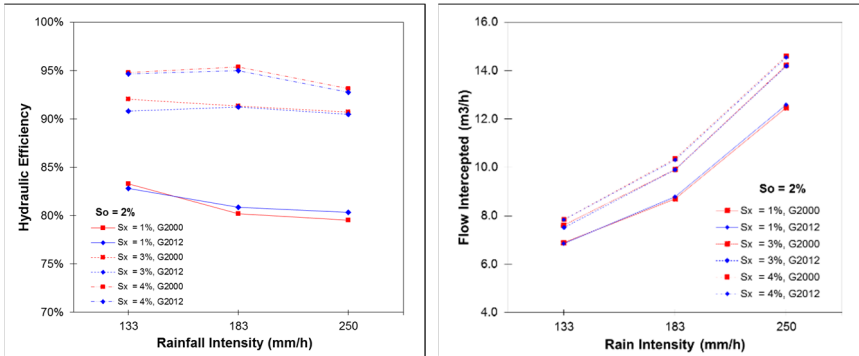 100%
95%
90%
85%
80%
75%
70%
Hydraulic Efficiency
So = 2%
Sx = 1%, G2000
Sx = 1%, G2012
Sx = 3%, G2000
Sx = 3%, G2012
Sx = 4%, G2000
Sx = 4%, G2012
133 183 250
Rainfall Intensity (mm/h)
16.0
14.0
12.0
10.0
8.0
6.0
4.0
Flow Intercepted (m3/h)
So = 2%
Sx = 1%, G2000
Sx = 1%, G2012
Sx = 3%, G2000
Sx = 3%, G2012
Sx = 4%, G2000
Sx = 4%, G2012
133 183 250
Rain Intensity (mm/h)